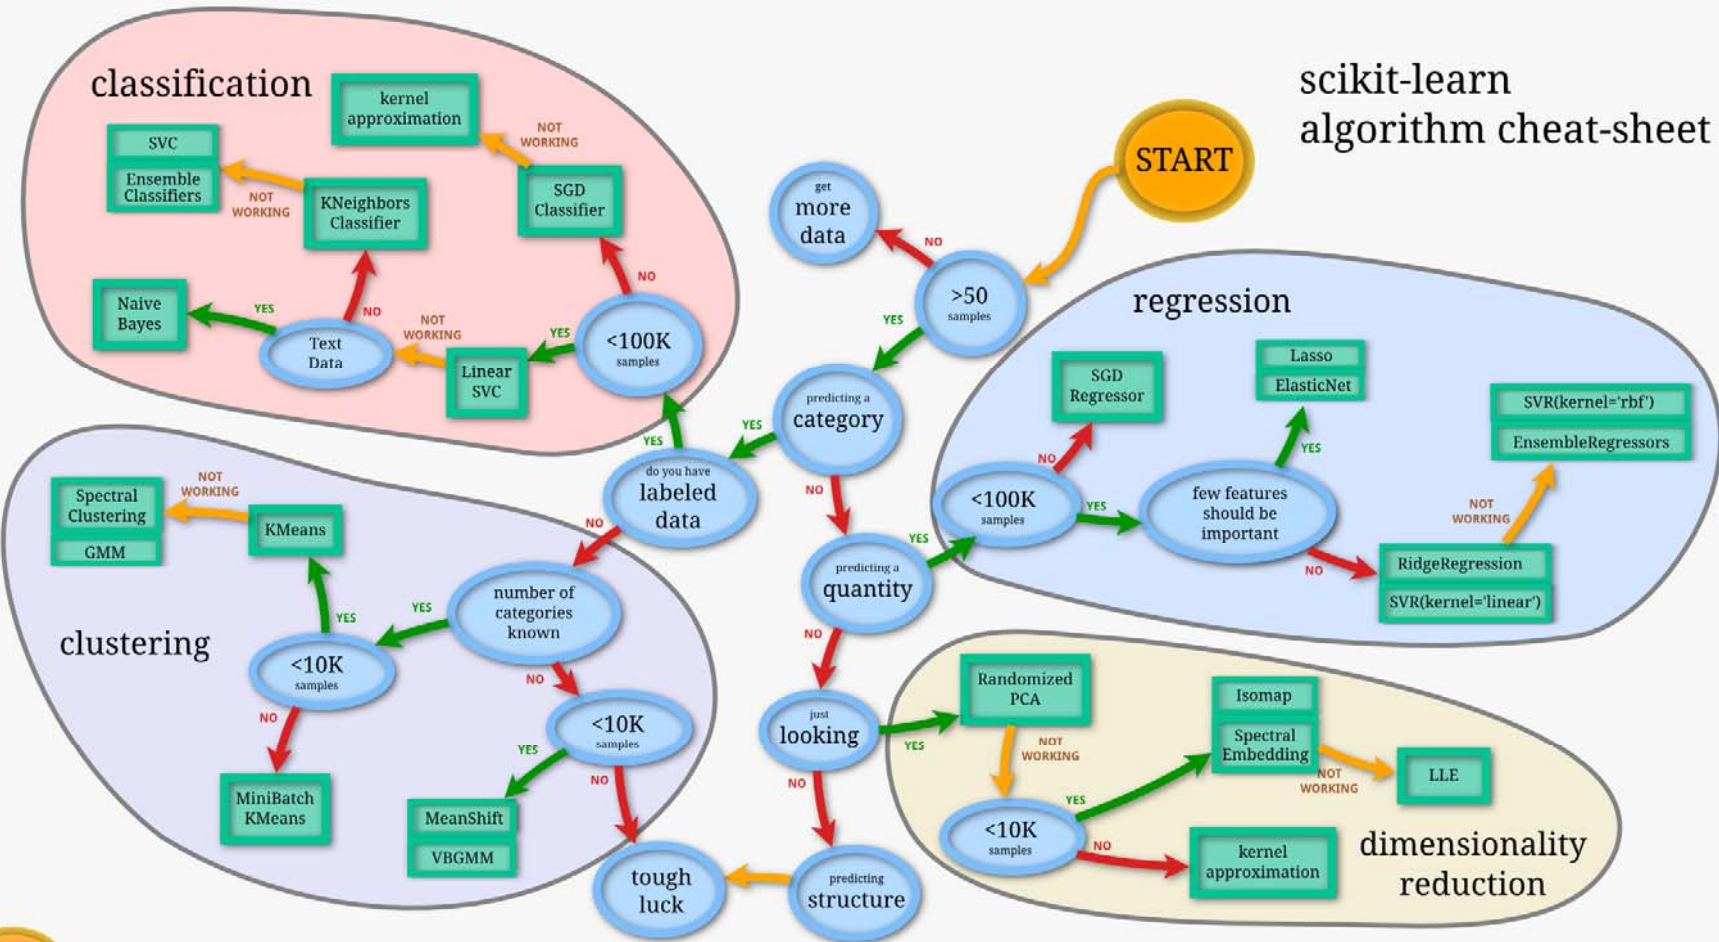 scikit-learn
algorithm cheat-sheet
START
classification
kernel
approximation
NOT
WORKING
SVC
Ensemble
Classifiers
NOT
WORKING
KNeighbors
Classifier
SGD
Classifier
NO
Naive
Bayes
YES
NO
Text
Data
NOT
WORKING
Linear
SVC
YES
<100K
samples
get
more
data
NO
>50
samples
YES
predicting a
category
YES
YES
do you have
labeled
data
NO
NO
predicting a
quantity
YES
NO
just
looking
YES
NO
predicting
structure
tough
luck
regression
SGD
Regressor
NO
<100K
samples
YES
Lasso
ElasticNet
YES
few features
should be
important
NO
SVR(kernel='rbf')
EnsembleRegressors
NOT
WORKING
RidgeRegression
SVR(kernel='linear')
clustering
Spectral
Clustering
GMM
NOT
WORKING
KMeans
YES
<10K
samples
NO
MiniBatch
KMeans
YES
number of
categories
known
NO
<10K
samples
YES
NO
MeanShift
VBGMM
dimensionality
reduction
Randomized
PCA
NOT
WORKING
<10K
samples
YES
NO
Isomap
Spectral
Embedding
NOT
WORKING
LLE
kernel
approximation